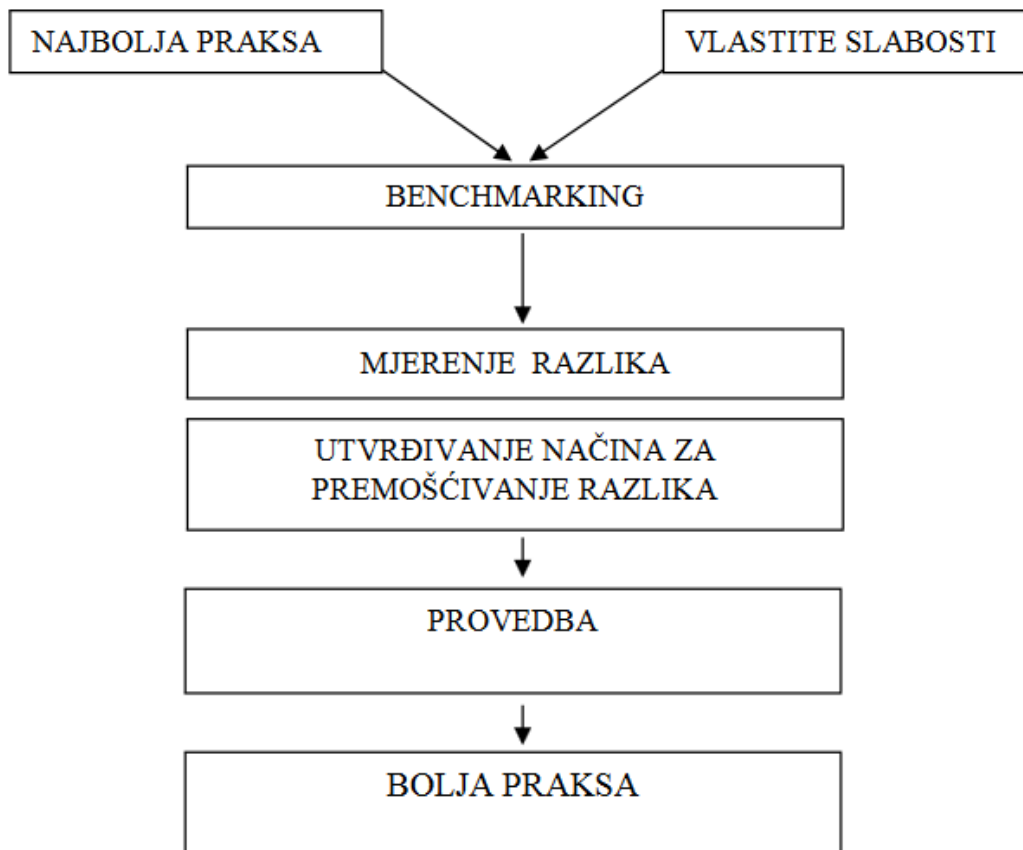 NAJBOLJA PRAKSA
VLASTITE SLABOSTI
BENCHMARKING
MJERENJE RAZLIKA
UTVRĐIVANJE NAČINA ZA
PREMOŠĆIVANJE RAZLIKA
PROVEDBA
BOLJA PRAKSA